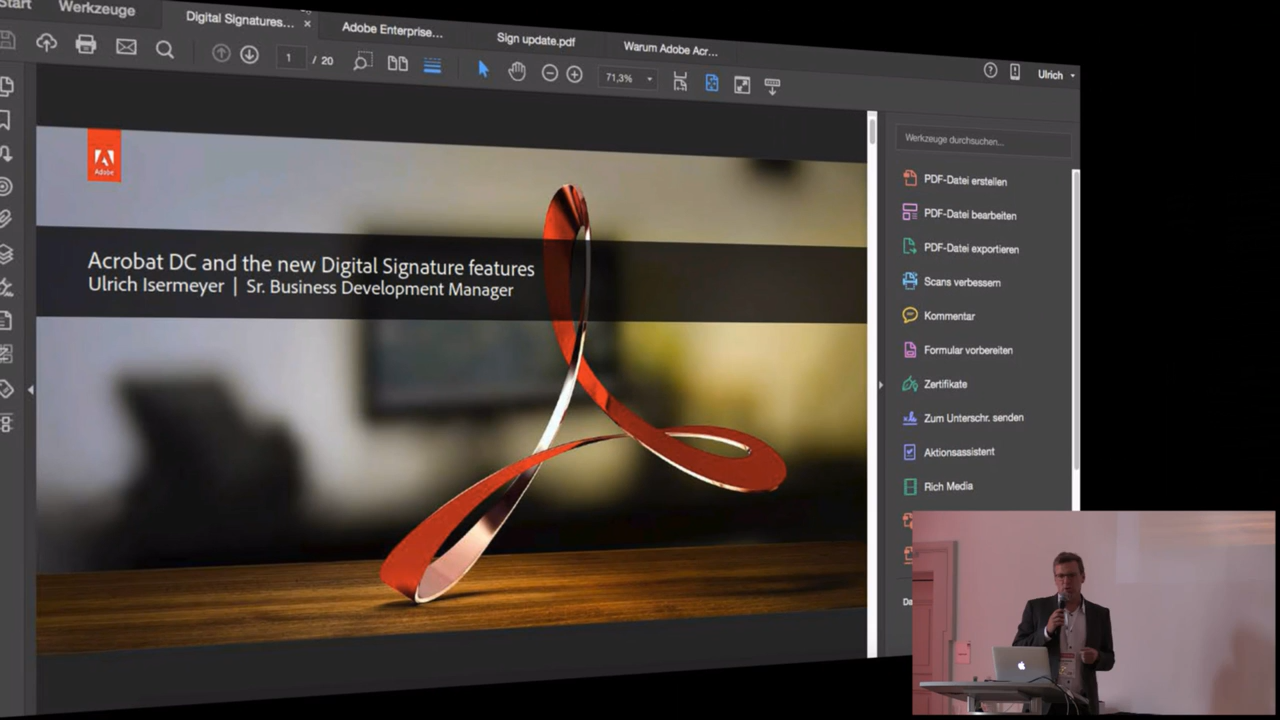 Start
Werkzeuge
Digital Signatures... ×
Adobe Enterprise...
Sign update.pdf
Warum Adobe Acr...
1 / 20
71,3%
?
Ulrich
Adobe
Acrobat DC and the new Digital Signature features
Ulrich Isermeyer | Sr. Business Development Manager
Werkzeuge durchsuchen...
PDF-Datei erstellen
PDF-Datei bearbeiten
PDF-Datei exportieren
Scans verbessern
Kommentar
Formular vorbereiten
Zertifikate
Zum Unterschr. senden
Aktionsassistent
Rich Media